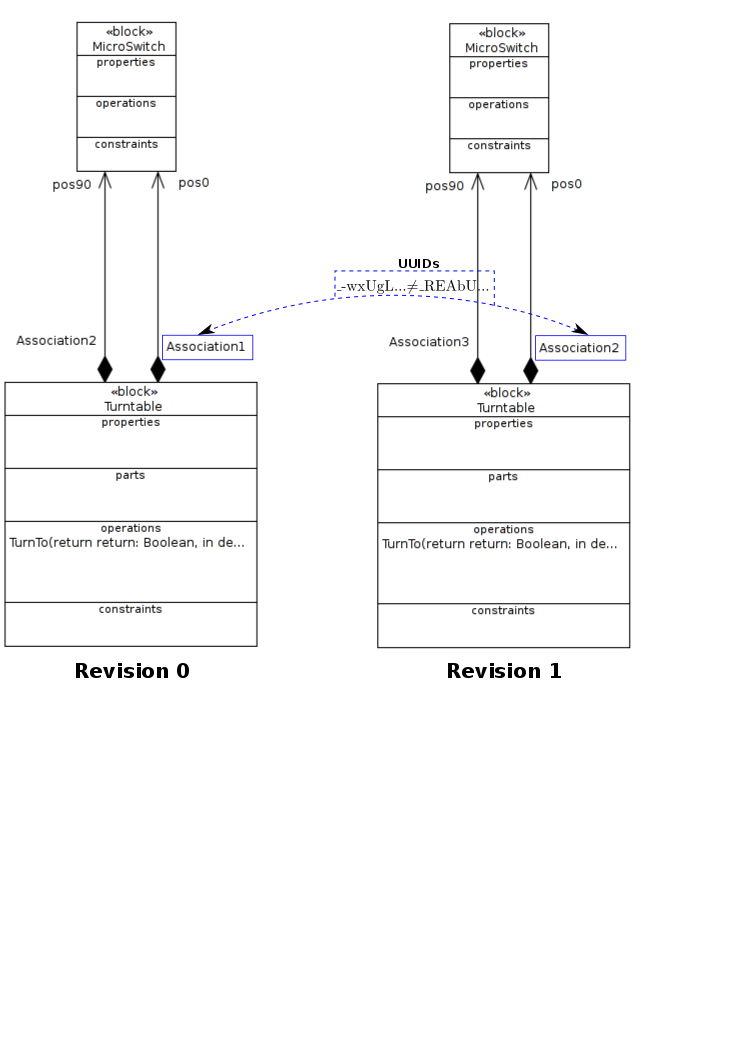 «block»
MicroSwitch
properties
operations
constraints
pos90
pos0
Association2
Association1
«block»
Turntable
properties
parts
operations
TurnTo(return return: Boolean, in de...
constraints
Revision 0
UUIDs
_-wxUgL...≠_REAbU...
«block»
MicroSwitch
properties
operations
constraints
pos90
pos0
Association3
Association2
«block»
Turntable
properties
parts
operations
TurnTo(return return: Boolean, in de...
constraints
Revision 1